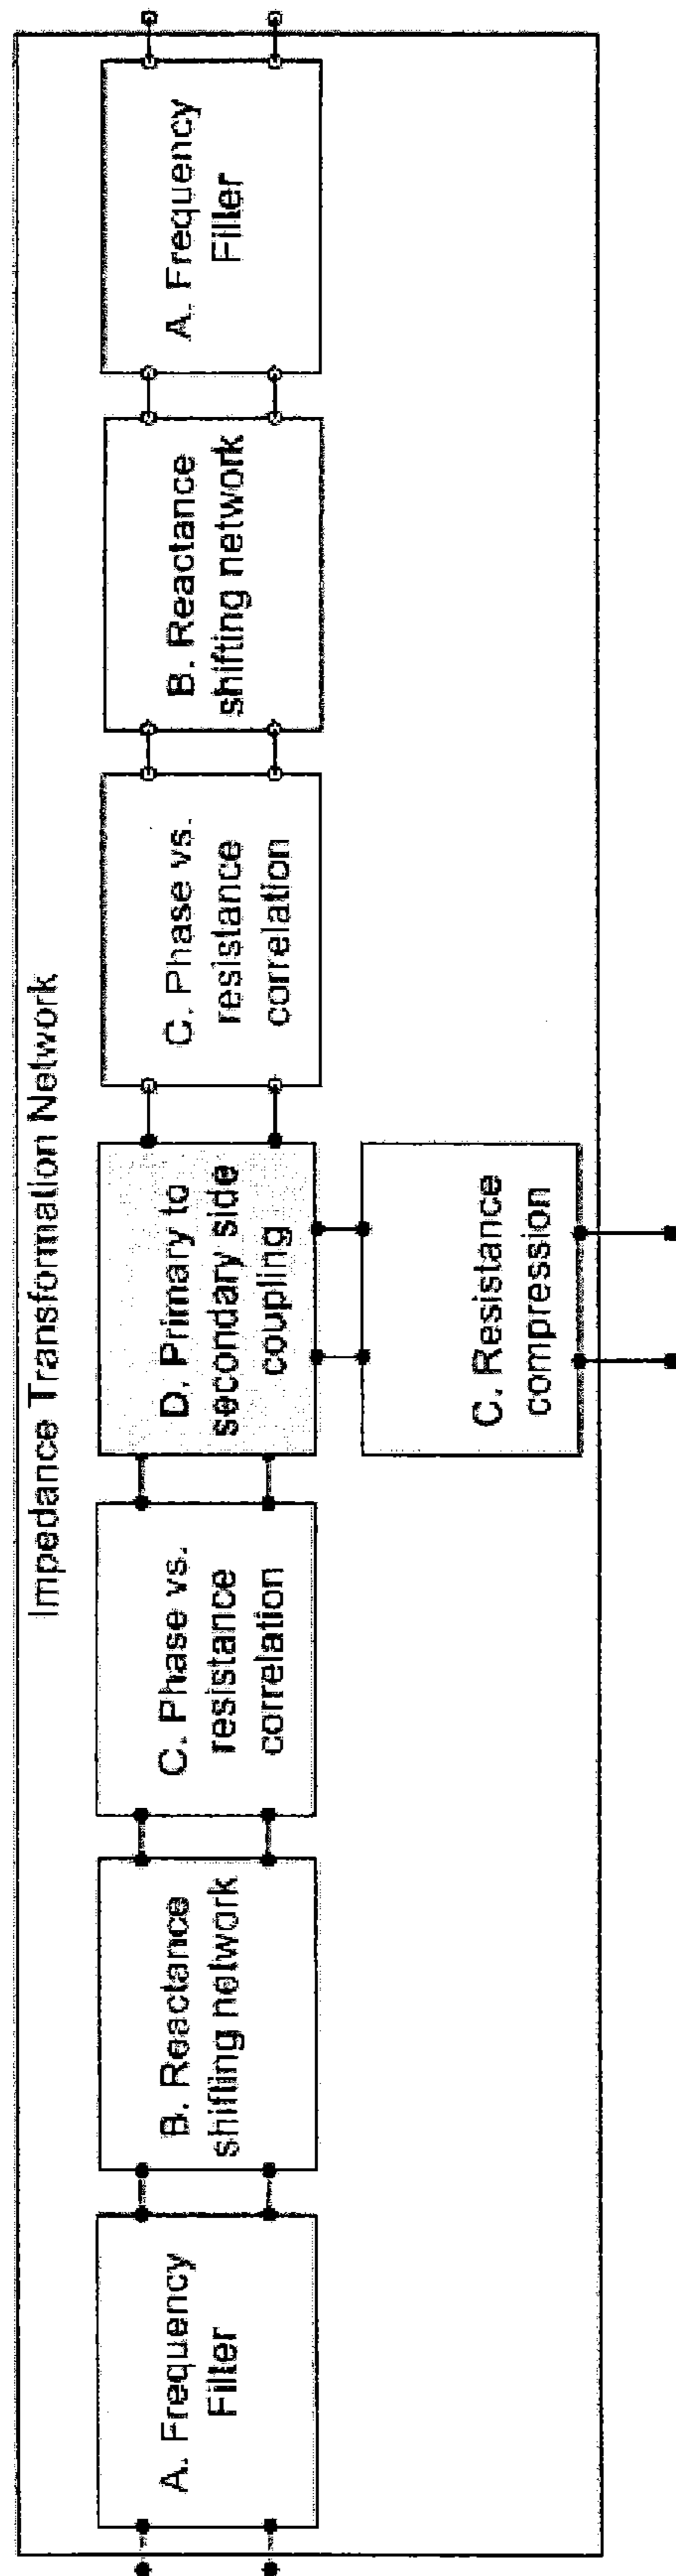 Impedance Transformation Network
A. Frequency
Filter
B. Reactance
shifting network
C. Phase vs.
resistance
correlation
D. Primary to
secondary side
coupling
C. Phase vs.
resistance
correlation
B. Reactance
shifting network
A. Frequency
Filter
C. Resistance
compression